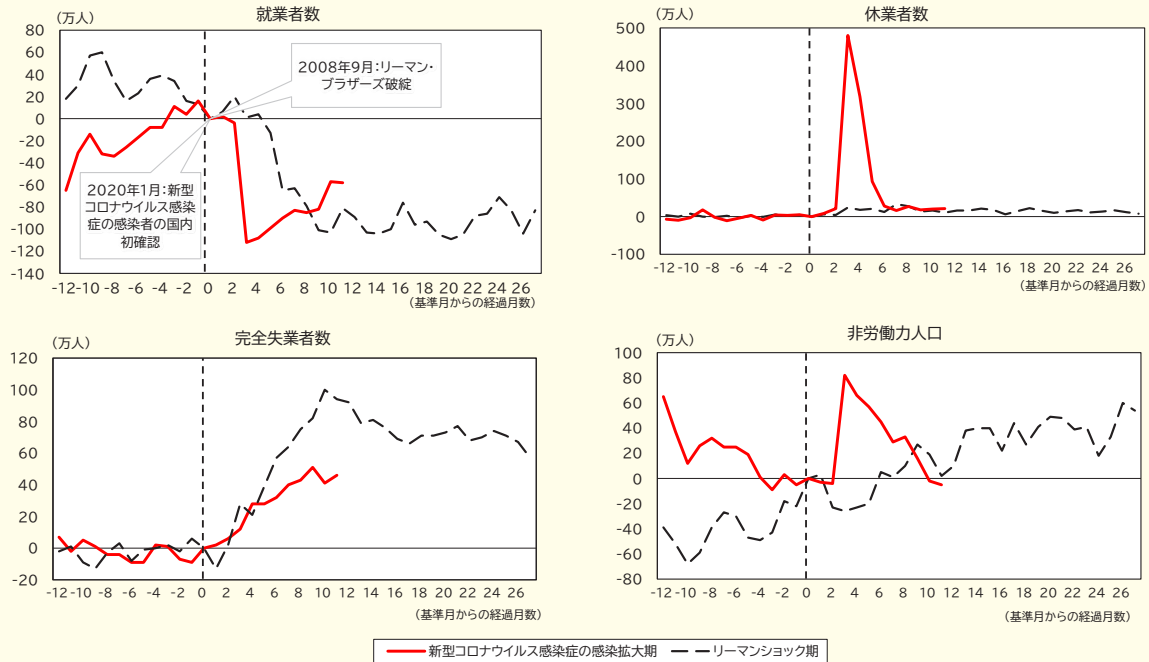 就業者数
(万人)
80
60
40
20
0
-20
-40
-60
-80
-100
-120
-140
2008年9月：リーマン・
ブラザーズ破綻
2020年1月：新型
コロナウイルス感染
症の感染者の国内
初確認
-12 -10 -8 -6 -4 -2 0 2 4 6 8 10 12 14 16 18 20 22 24 26
(基準月からの経過月数)
休業者数
(万人)
500
400
300
200
100
0
-100
-12 -10 -8 -6 -4 -2 0 2 4 6 8 10 12 14 16 18 20 22 24 26
(基準月からの経過月数)
完全失業者数
(万人)
120
100
80
60
40
20
0
-20
-12 -10 -8 -6 -4 -2 0 2 4 6 8 10 12 14 16 18 20 22 24 26
(基準月からの経過月数)
非労働力人口
(万人)
100
80
60
40
20
0
-20
-40
-60
-80
-12 -10 -8 -6 -4 -2 0 2 4 6 8 10 12 14 16 18 20 22 24 26
(基準月からの経過月数)
新型コロナウイルス感染症の感染拡大期 リーマンショック期